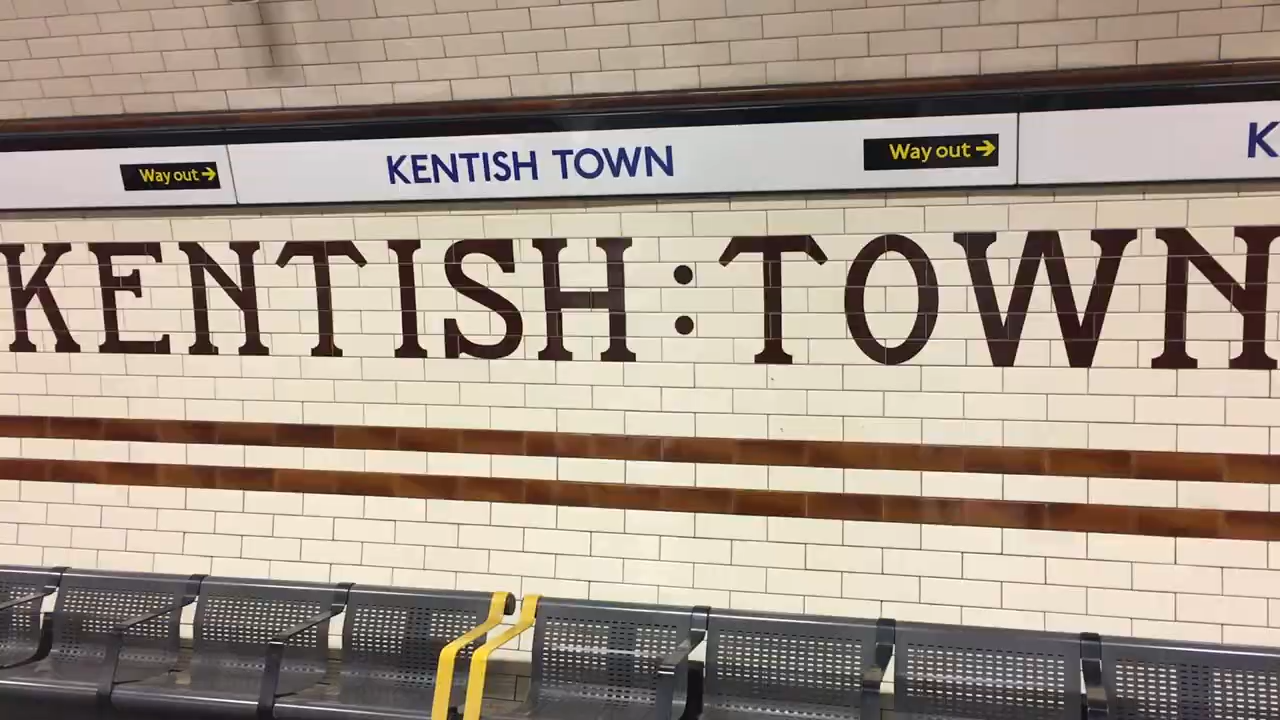 Way out →
KENTISH TOWN
Way out →
K
KENTISH : TOWN